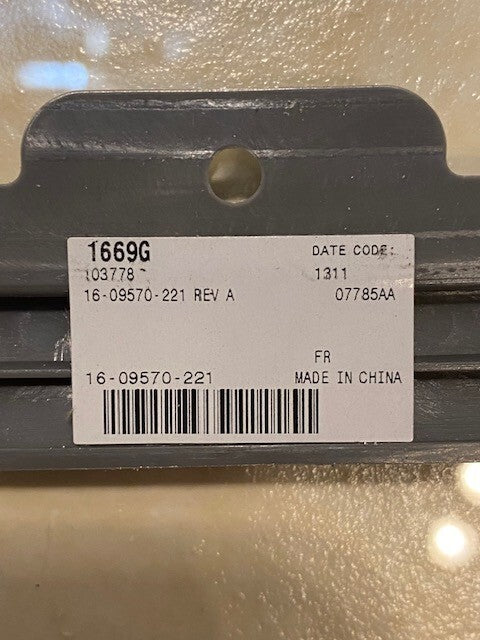 1669G DATE CODE:
103778 1311
16-09570-221 REV A 07785AA
FR
16-09570-221 MADE IN CHINA